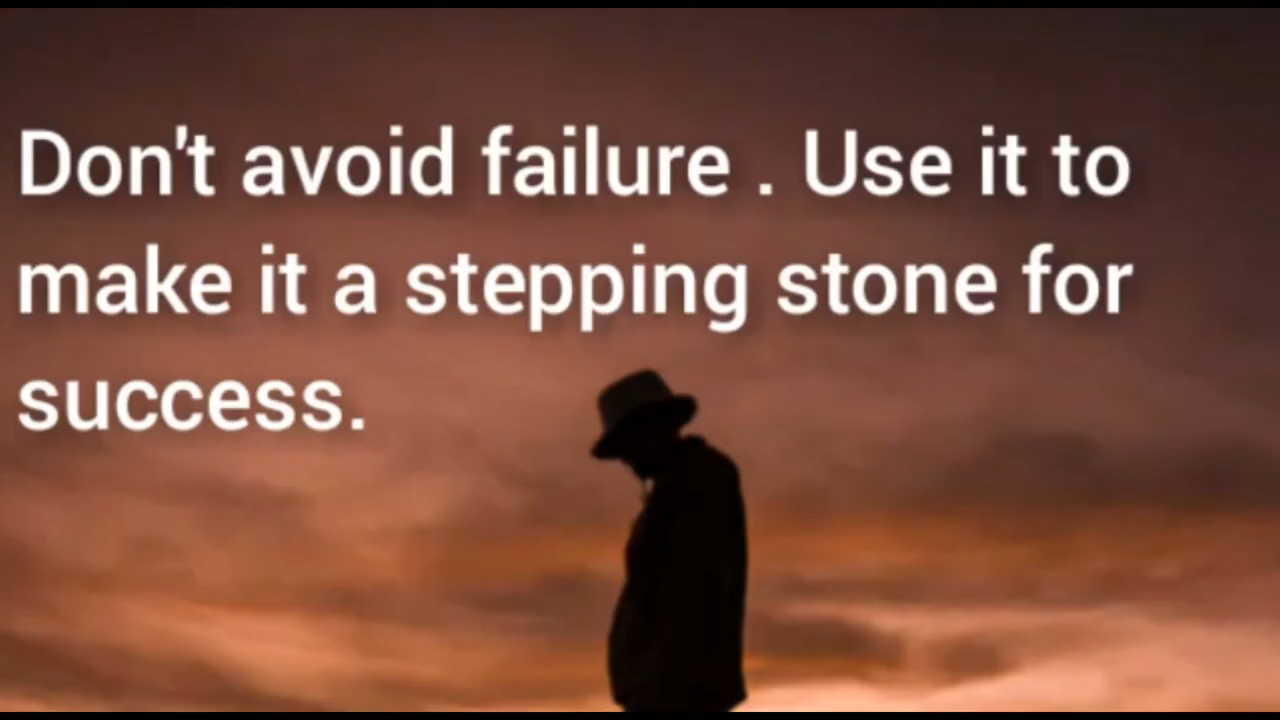 Don't avoid failure . Use it to
make it a stepping stone for
success.